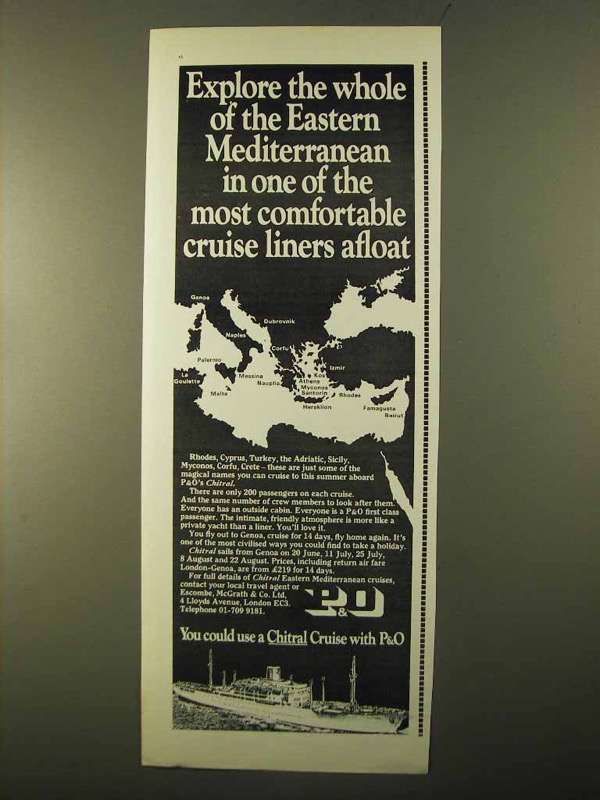 Explore the whole
of the Eastern
Mediterranean
in one of the
most comfortable
cruise liners afloat
Genoa
Dubrovnik
Naples
Corfu
Palermo
Izmir
La
Goulette
Messina
Kos
Nauplia
Athens
Myconos
Malta
Santorin
Rhodes
Heraklion
Famagusta
Beirut
Rhodes, Cyprus, Turkey, the Adriatic, Sicily,
Myconos, Corfu, Crete – these are just some of the
magical names you can cruise to this summer aboard
P&O's Chitral.
There are only 200 passengers on each cruise.
And the same number of crew members to look after them.
Everyone has an outside cabin. Everyone is a P&O first class
passenger. The intimate, friendly atmosphere is more like a
private yacht than a liner. You'll love it.
You fly out to Genoa, cruise for 14 days, fly home again. It's
one of the most civilised ways you could find to take a holiday.
Chitral sails from Genoa on 20 June, 11 July, 25 July,
8 August and 22 August. Prices, including return air fare
London-Genoa, are from £219 for 14 days.
For full details of Chitral Eastern Mediterranean cruises,
contact your local travel agent or
Escombe, McGrath & Co. Ltd,
4 Lloyds Avenue, London EC3.
Telephone 01-709 9181.
P&O
You could use a Chitral Cruise with P&O